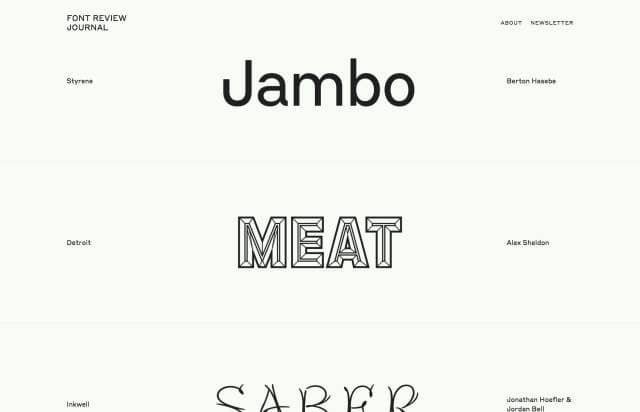 FONT REVIEW
JOURNAL
ABOUT NEWSLETTER
Styrene
Jambo
Berton Hasebe
Detroit
MEAT
Alex Sheldon
Inkwell
SABER
Jonathan Hoefler &
Jordan Bell